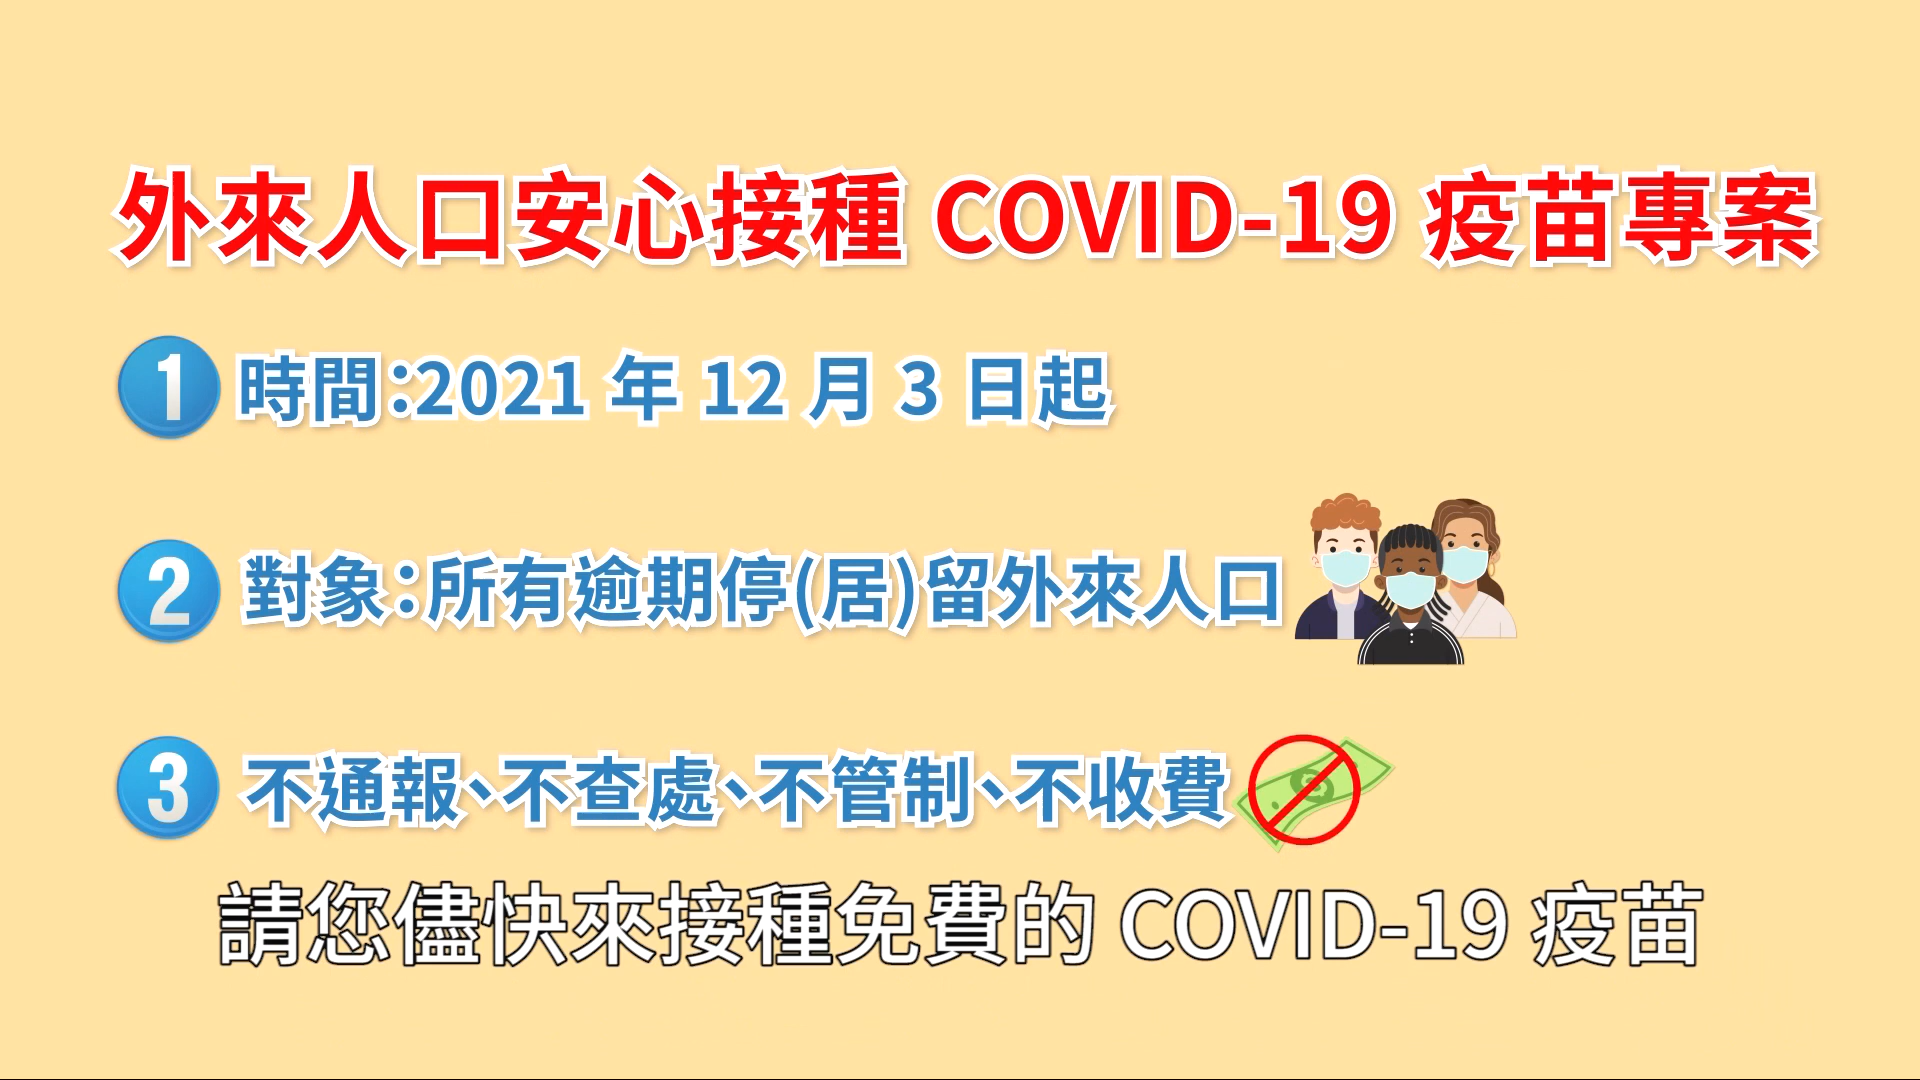 外來人口安心接種 COVID-19 疫苗專案
1 時間：2021 年 12 月 3 日起
2 對象：所有逾期停(居)留外來人口
3 不通報、不查處、不管制、不收費
請您儘快來接種免費的 COVID-19 疫苗